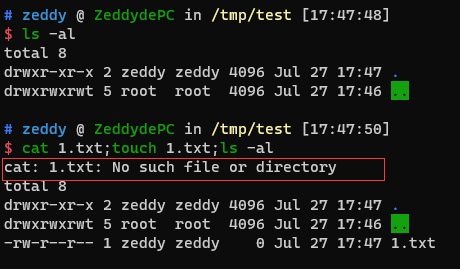 # zeddy @ ZeddydePC in /tmp/test [17:47:48]
$ ls -al
total 8
drwxr-xr-x 2 zeddy zeddy 4096 Jul 27 17:47 .
drwxrwxrwt 5 root  root  4096 Jul 27 17:46 ..
# zeddy @ ZeddydePC in /tmp/test [17:47:50]
$ cat 1.txt;touch 1.txt;ls -al
cat: 1.txt: No such file or directory
total 8
drwxr-xr-x 2 zeddy zeddy 4096 Jul 27 17:47 .
drwxrwxrwt 5 root  root  4096 Jul 27 17:46 ..
-rw-r--r-- 1 zeddy zeddy    0 Jul 27 17:47 1.txt